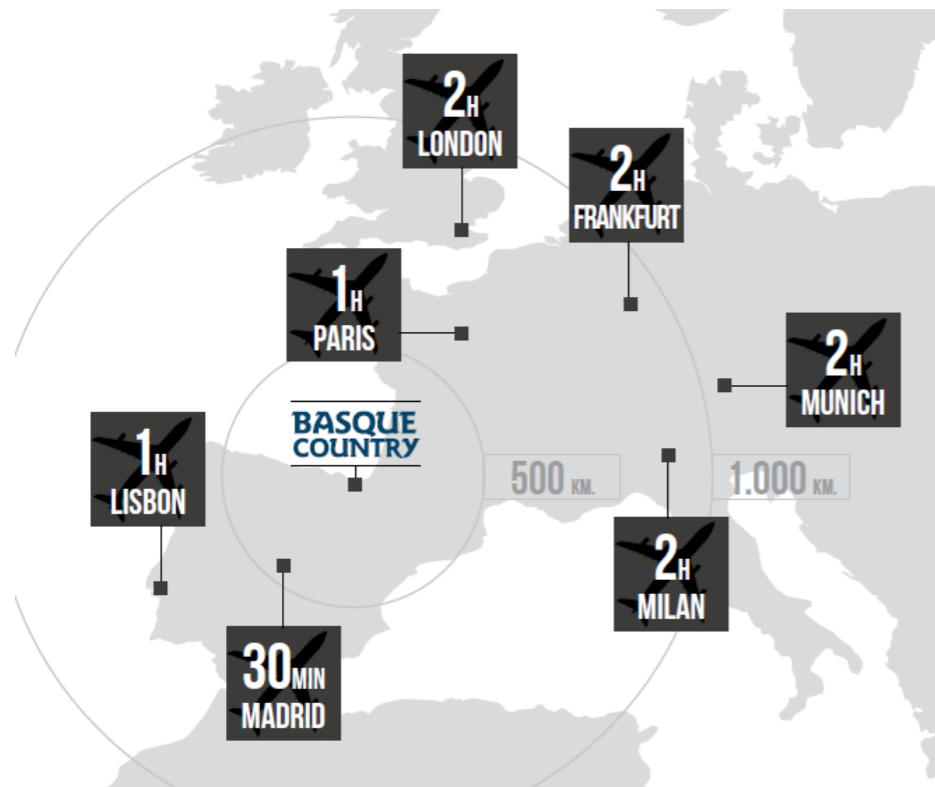 2H
LONDON
2H
FRANKFURT
1H
PARIS
2H
MUNICH
BASQUE
COUNTRY
1H
LISBON
500 KM.
1.000 KM.
2H
MILAN
30MIN
MADRID